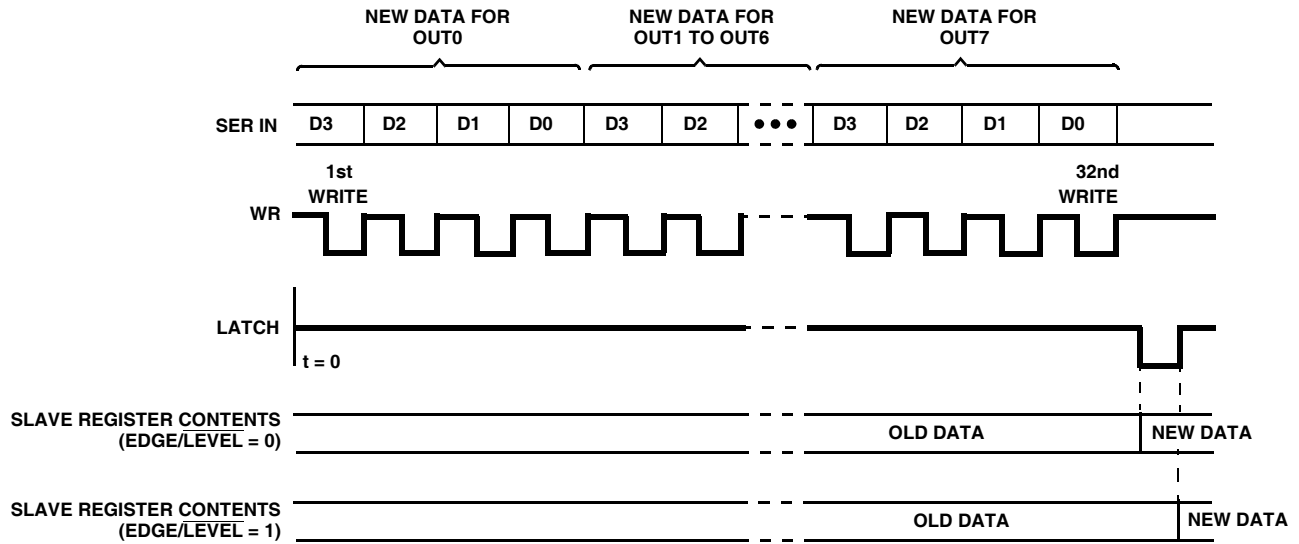 NEW DATA FOR
OUT0
NEW DATA FOR
OUT1 TO OUT6
NEW DATA FOR
OUT7
SER IN D3 D2 D1 D0 D3 D2 ••• D3 D2 D1 D0
1st
WRITE
32nd
WRITE
WR
LATCH
t = 0
SLAVE REGISTER CONTENTS
(EDGE/LEVEL = 0)
OLD DATA NEW DATA
SLAVE REGISTER CONTENTS
(EDGE/LEVEL = 1)
OLD DATA NEW DATA